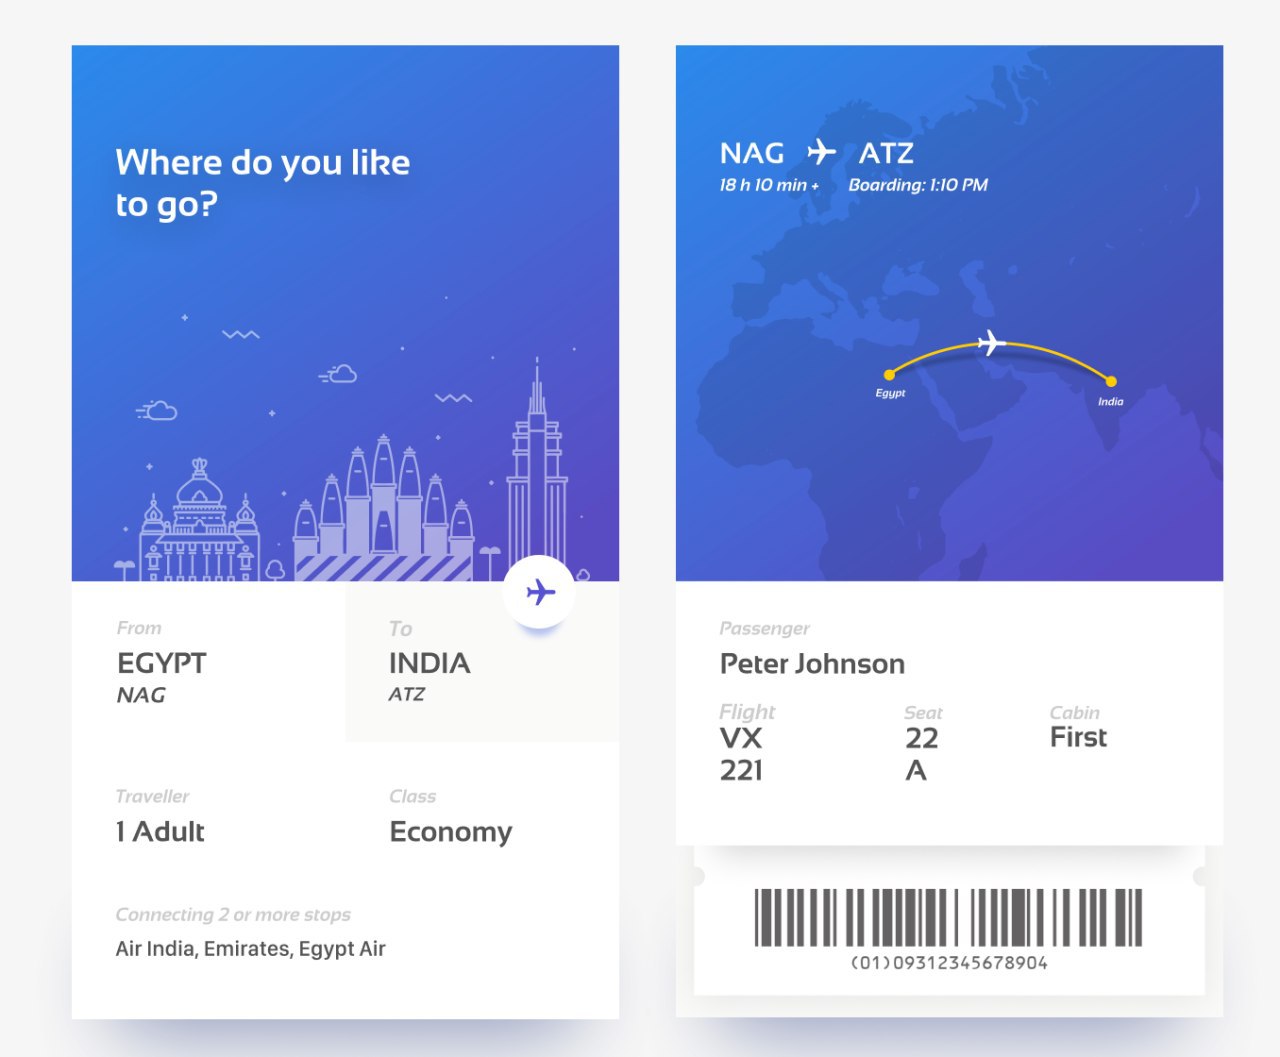 Where do you like
to go?
From
EGYPT
NAG
To
INDIA
ATZ
Traveller
1 Adult
Class
Economy
Connecting 2 or more stops
Air India, Emirates, Egypt Air
NAG ATZ
18 h 10 min + Boarding: 1:10 PM
Egypt
India
Passenger
Peter Johnson
Flight
VX
221
Seat
22
A
Cabin
First
(01)09312345678904